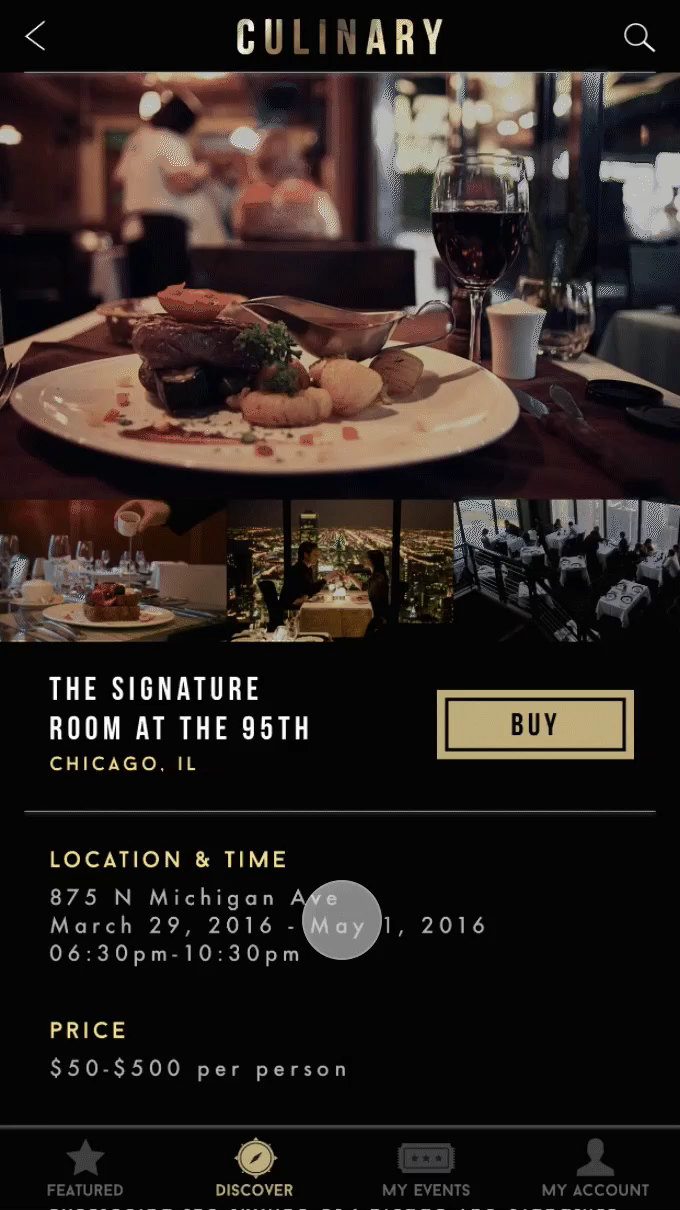 CULINARY
THE SIGNATURE
ROOM AT THE 95TH
CHICAGO, IL
BUY
LOCATION & TIME
875 N Michigan Ave
March 29, 2016 - May 1, 2016
06:30pm-10:30pm
PRICE
$50-$500 per person
FEATURED
DISCOVER
MY EVENTS
MY ACCOUNT